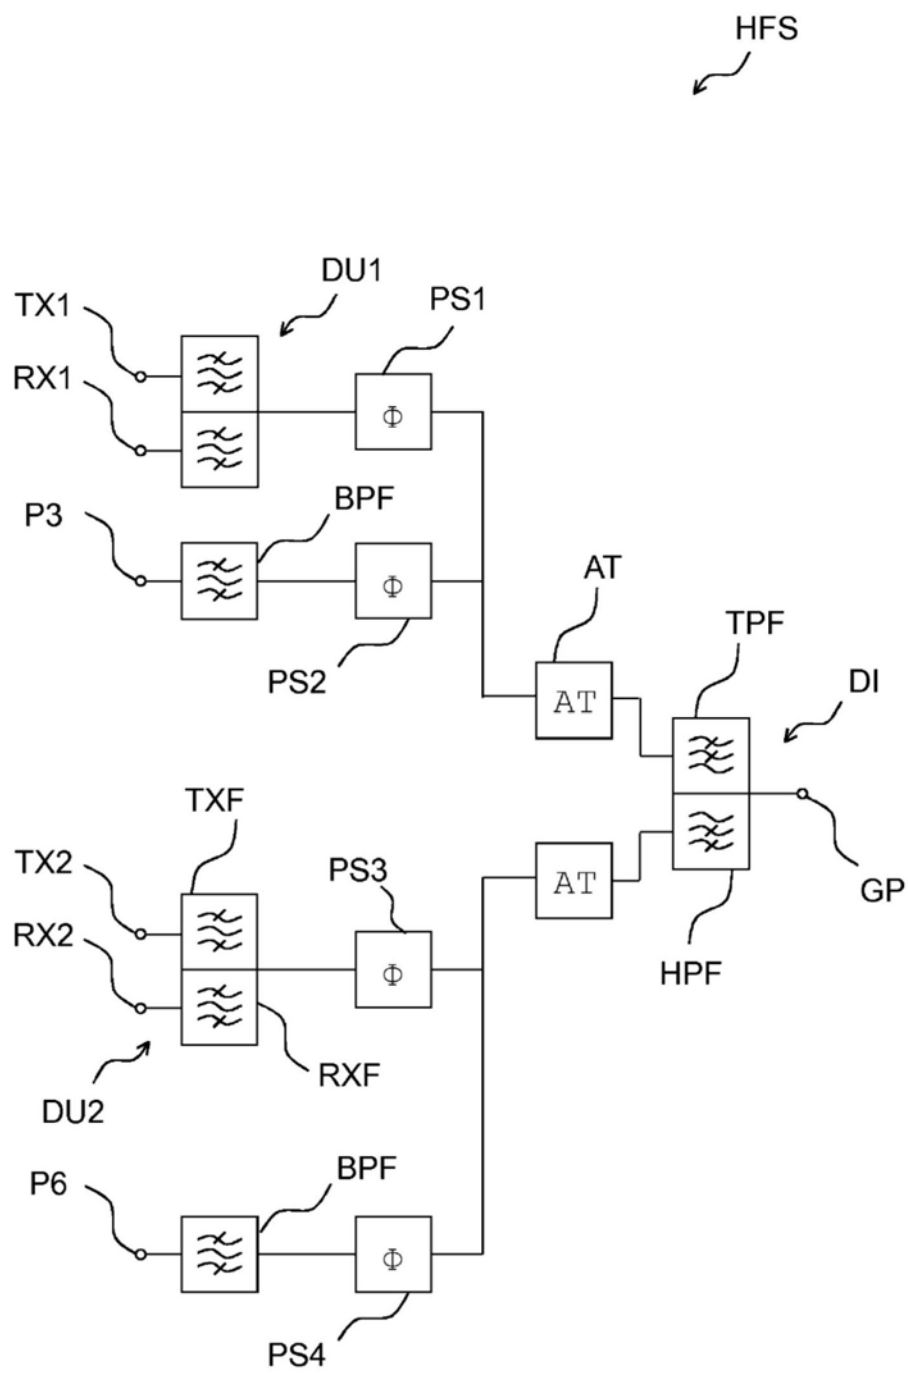 HFS
DU1
PS1
TX1
RX1
Φ
BPF
P3
Φ
AT
PS2
TPF
DI
AT
TXF
TX2
PS3
AT
GP
RX2
HPF
Φ
RXF
DU2
BPF
P6
Φ
PS4